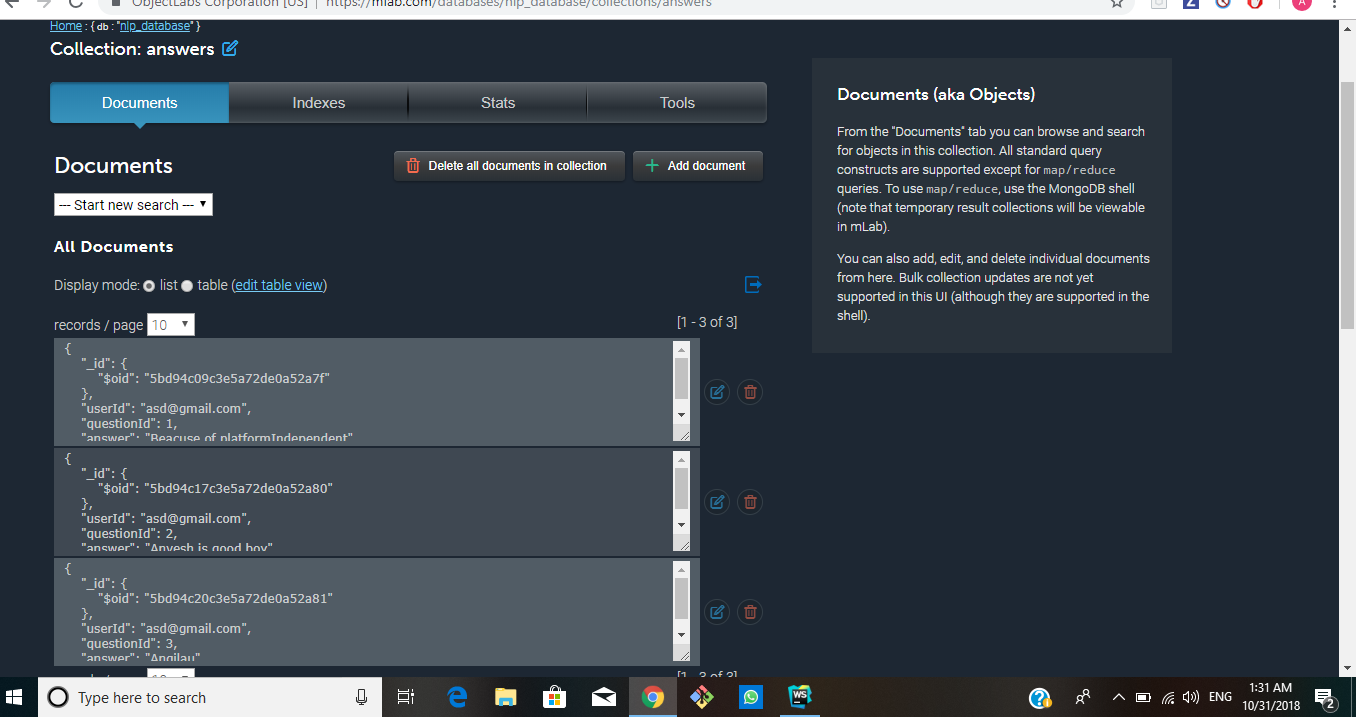 ObjectLabs Corporation [US] | https://mlab.com/databases/nlp_database/collections/answers
Home : { db : "nlp_database" }
Collection: answers
Documents
Indexes
Stats
Tools
Documents
Delete all documents in collection
+ Add document
--- Start new search ---
All Documents
Display mode: list table (edit table view)
records / page 10
[1 - 3 of 3]
{
"_id": {
"$oid": "5bd94c09c3e5a72de0a52a7f"
},
"userId": "asd@gmail.com",
"questionId": 1,
"answer": "Beacuse of platformIndependent"
{
"_id": {
"$oid": "5bd94c17c3e5a72de0a52a80"
},
"userId": "asd@gmail.com",
"questionId": 2,
"answer": "Anvesh is good boy"
{
"_id": {
"$oid": "5bd94c20c3e5a72de0a52a81"
},
"userId": "asd@gmail.com",
"questionId": 3,
"answer": "Angilau"
[1 - 3 of 3]
Documents (aka Objects)
From the "Documents" tab you can browse and search
for objects in this collection. All standard query
constructs are supported except for map/reduce
queries. To use map/reduce, use the MongoDB shell
(note that temporary result collections will be viewable
in mLab).
You can also add, edit, and delete individual documents
from here. Bulk collection updates are not yet
supported in this UI (although they are supported in the
shell).
Type here to search
WS
ENG
1:31 AM
10/31/2018
2